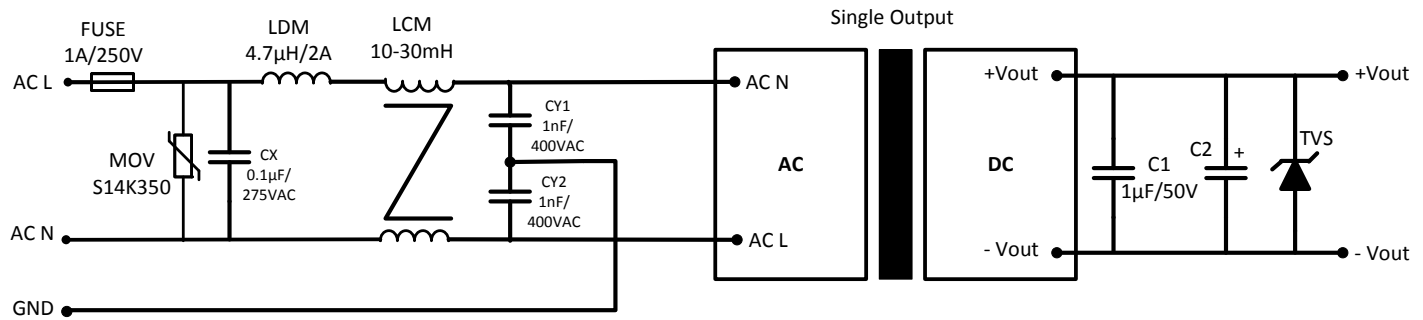 Single Output
FUSE
1A/250V
LDM
4.7µH/2A
LCM
10-30mH
AC L
AC N
+Vout
+Vout
CY1
1nF/
400VAC
MOV
S14K350
CX
0.1µF/
275VAC
AC
DC
C1
1µF/50V
C2
+
TVS
CY2
1nF/
400VAC
AC N
AC L
- Vout
- Vout
GND